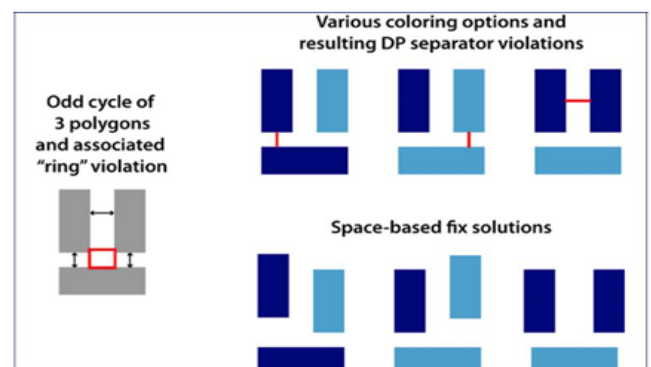 Various coloring options and
resulting DP separator violations
Odd cycle of
3 polygons
and associated
“ring” violation
Space-based fix solutions